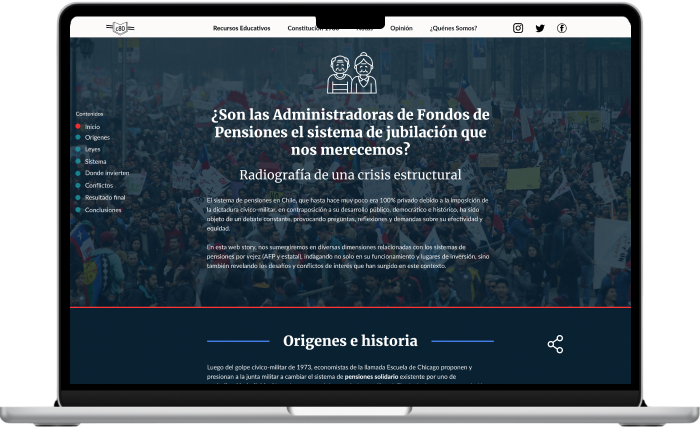 c80
Recursos Educativos
Constitución 1980
Notas
Opinión
¿Quénes Somos?
Contenidos
Inicio
Orígenes
Leyes
Sistema
Donde invierten
Conflictos
Resultado final
Conclusiones
¿Son las Administradoras de Fondos de
Pensiones el sistema de jubilación que
nos merecemos?
Radiografía de una crisis estructural
El sistema de pensiones en Chile, que hasta hace muy poco era 100% privado debido a la imposición de
la dictadura cívico-militar, en contraposición a su desarrollo público, democrático e histórico, ha sido
objeto de un debate constante, provocando preguntas, reflexiones y demandas sobre su efectividad y
equidad.
En esta web story, nos sumergiremos en diversas dimensiones relacionadas con los sistemas de
pensiones por vejez (AFP y estatal), indagando no solo en su funcionamiento y lugares de inversión, sino
también revelando los desafíos y conflictos de interés que han surgido en este contexto.
Origenes e historia
Luego del golpe cívico-militar de 1973, economistas de la llamada Escuela de Chicago proponen y
presionan a la junta militar a cambiar el sistema de pensiones solidario existente por uno de